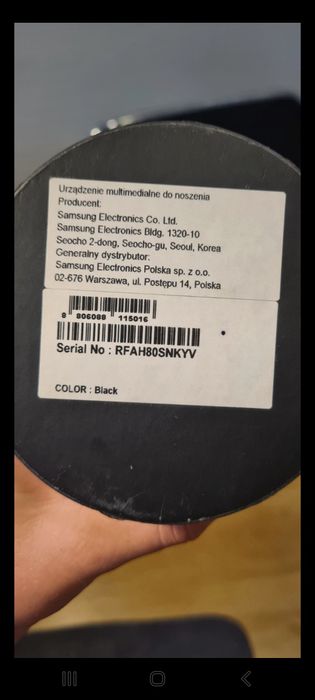 Urządzenie multimedialne do noszenia
Producent:
Samsung Electronics Co. Ltd.
Samsung Electronics Bldg. 1320-10
Seocho 2-dong, Seocho-gu, Seoul, Korea
Generalny dystrybutor:
Samsung Electronics Polska sp. z o.o.
02-676 Warszawa, ul. Postępu 14, Polska
8 806088 115016
Serial No : RFAH80SNKYV
COLOR : Black